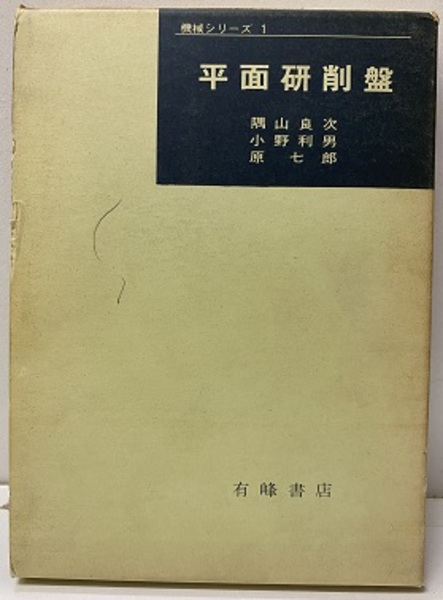 機械シリーズ 1
平面研削盤
隅山良次
小野利男
原七郎
有峰書店